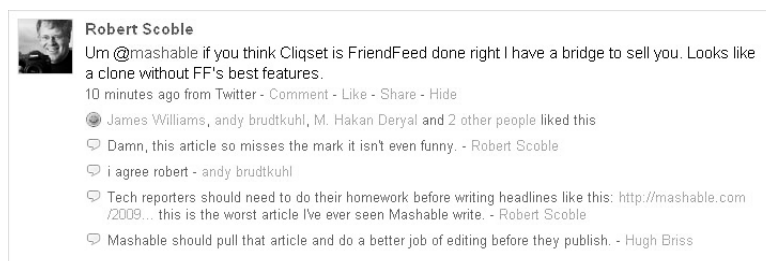 Robert Scoble
Um @mashable if you think Cliqset is FriendFeed done right I have a bridge to sell you. Looks like
a clone without FF's best features.
10 minutes ago from Twitter - Comment - Like - Share - Hide
James Williams, andy brudtkuhl, M. Hakan Deryal and 2 other people liked this
Damn, this article so misses the mark it isn't even funny. - Robert Scoble
i agree robert - andy brudtkuhl
Tech reporters should need to do their homework before writing headlines like this: http://mashable.com
/2009... this is the worst article I've ever seen Mashable write. - Robert Scoble
Mashable should pull that article and do a better job of editing before they publish. - Hugh Briss